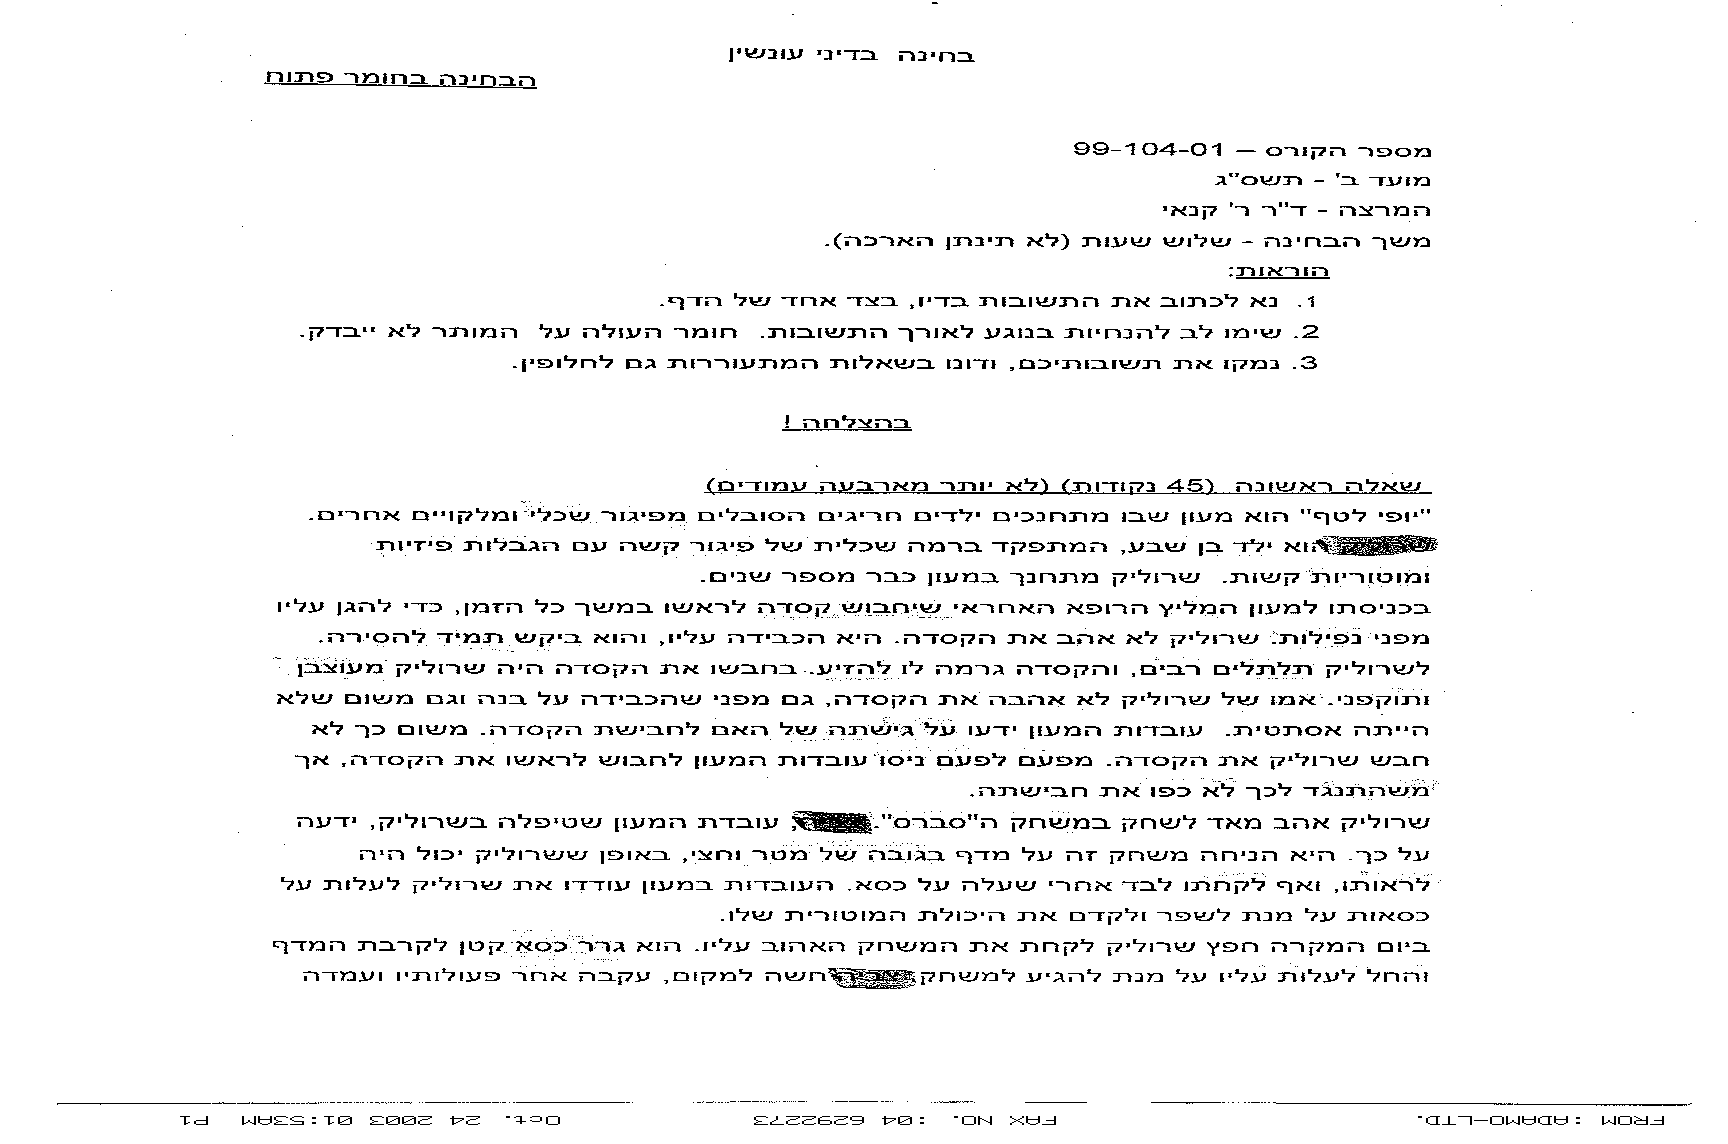 בחינה בדיני עונשין
הבחינה בחומר פתוח
מספר הקורס – 99-104-01
מועד ב' - תשס"ג
המרצה - ד"ר ר' קנאי
משך הבחינה - שלוש שעות (לא תינתן הארכה).
הוראות:
1. נא לכתוב את התשובות בדיו, בצד אחד של הדף.
2. שימו לב להנחיות בנוגע לאורך התשובות. חומר העולה על המותר לא ייבדק.
3. נמקו את תשובותיכם, ודונו בשאלות המתעוררות גם לחלופין.
בהצלחה !
שאלה ראשונה (45 נקודות) (לא יותר מארבעה עמודים)
"יופי לטף" הוא מעון שבו מתחנכים ילדים חריגים הסובלים מפיגור שכלי ומלקויים אחרים.
הוא ילד בן שבע, המתפקד ברמה שכלית של פיגור קשה עם הגבלות פיזיות
ומוטוריות קשות. שרוליק מתחנך במעון כבר מספר שנים.
בכניסתו למעון המליץ הרופא האחראי שיחבוש קסדה לראשו במשך כל הזמן, כדי להגן עליו
מפני נפילות. שרוליק לא אהב את הקסדה. היא הכבידה עליו, והוא ביקש תמיד להסירה.
לשרוליק תלתלים רבים, והקסדה גרמה לו להזיע. בחבשו את הקסדה היה שרוליק מעוצבן
ותוקפני. אמו של שרוליק לא אהבה את הקסדה, גם מפני שהכבידה על בנה וגם משום שלא
הייתה אסתטית. עובדות המעון ידעו על גישתה של האם לחבישת הקסדה. משום כך לא
חבש שרוליק את הקסדה. מפעם לפעם ניסו עובדות המעון לחבוש לראשו את הקסדה, אך
משהתנגד לכך לא כפו את חבישתה.
שרוליק אהב מאד לשחק במשחק ה"סברס". , עובדת המעון שטיפלה בשרוליק, ידעה
על כך. היא הניחה משחק זה על מדף בגובה של מטר וחצי, באופן ששרוליק יכול היה
לראותו, ואף לקחתו לבד אחרי שעלה על כסא. העובדות במעון עודדו את שרוליק לעלות על
כסאות על מנת לשפר ולקדם את היכולת המוטורית שלו.
ביום המקרה חפץ שרוליק לקחת את המשחק האהוב עליו. הוא גרר כסא קטן לקרבת המדף
והחל לעלות עליו על מנת להגיע למשחק. חשה למקום, עקבה אחר פעולותיו ועמדה
FROM : ADAMO-LTD. FAX NO. : 04 6292273 Oct. 24 2003 01:53AM P1